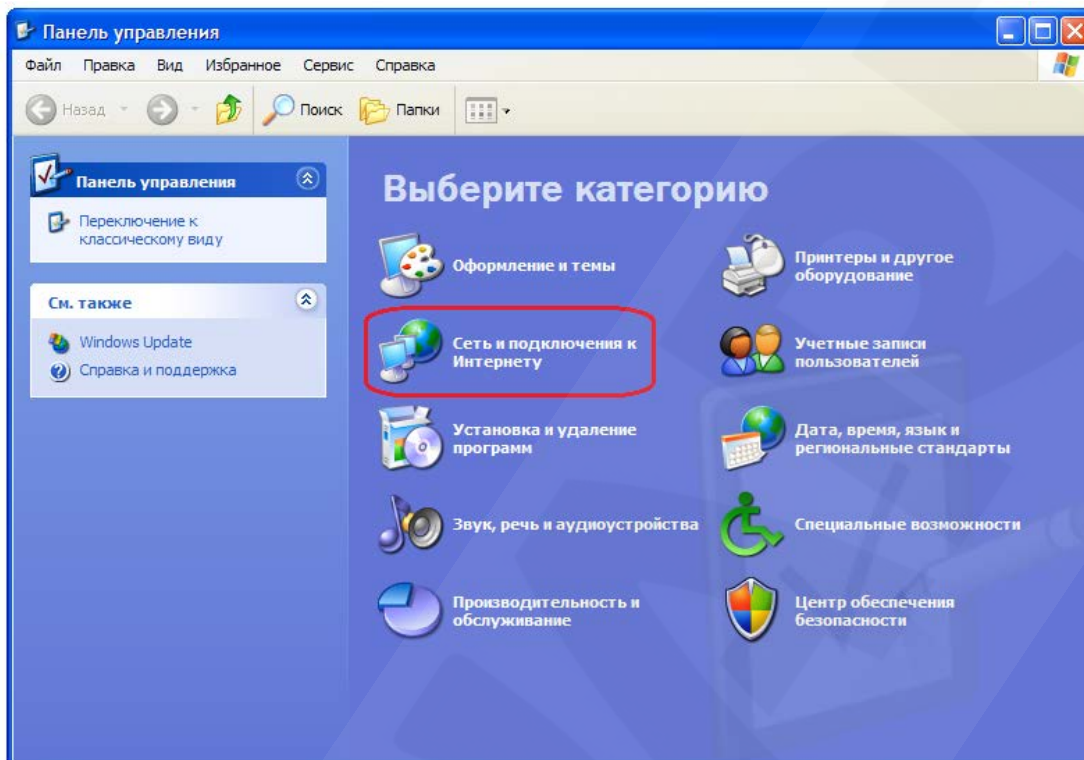 Панель управления
Файл Правка Вид Избранное Сервис Справка
Назад Поиск Папки
Панель управления
Переключение к
классическому виду
См. также
Windows Update
Справка и поддержка
Выберите категорию
Оформление и темы
Принтеры и другое
оборудование
Сеть и подключения к
Интернету
Учетные записи
пользователей
Установка и удаление
программ
Дата, время, язык и
региональные стандарты
Звук, речь и аудиоустройства
Специальные возможности
Производительность и
обслуживание
Центр обеспечения
безопасности